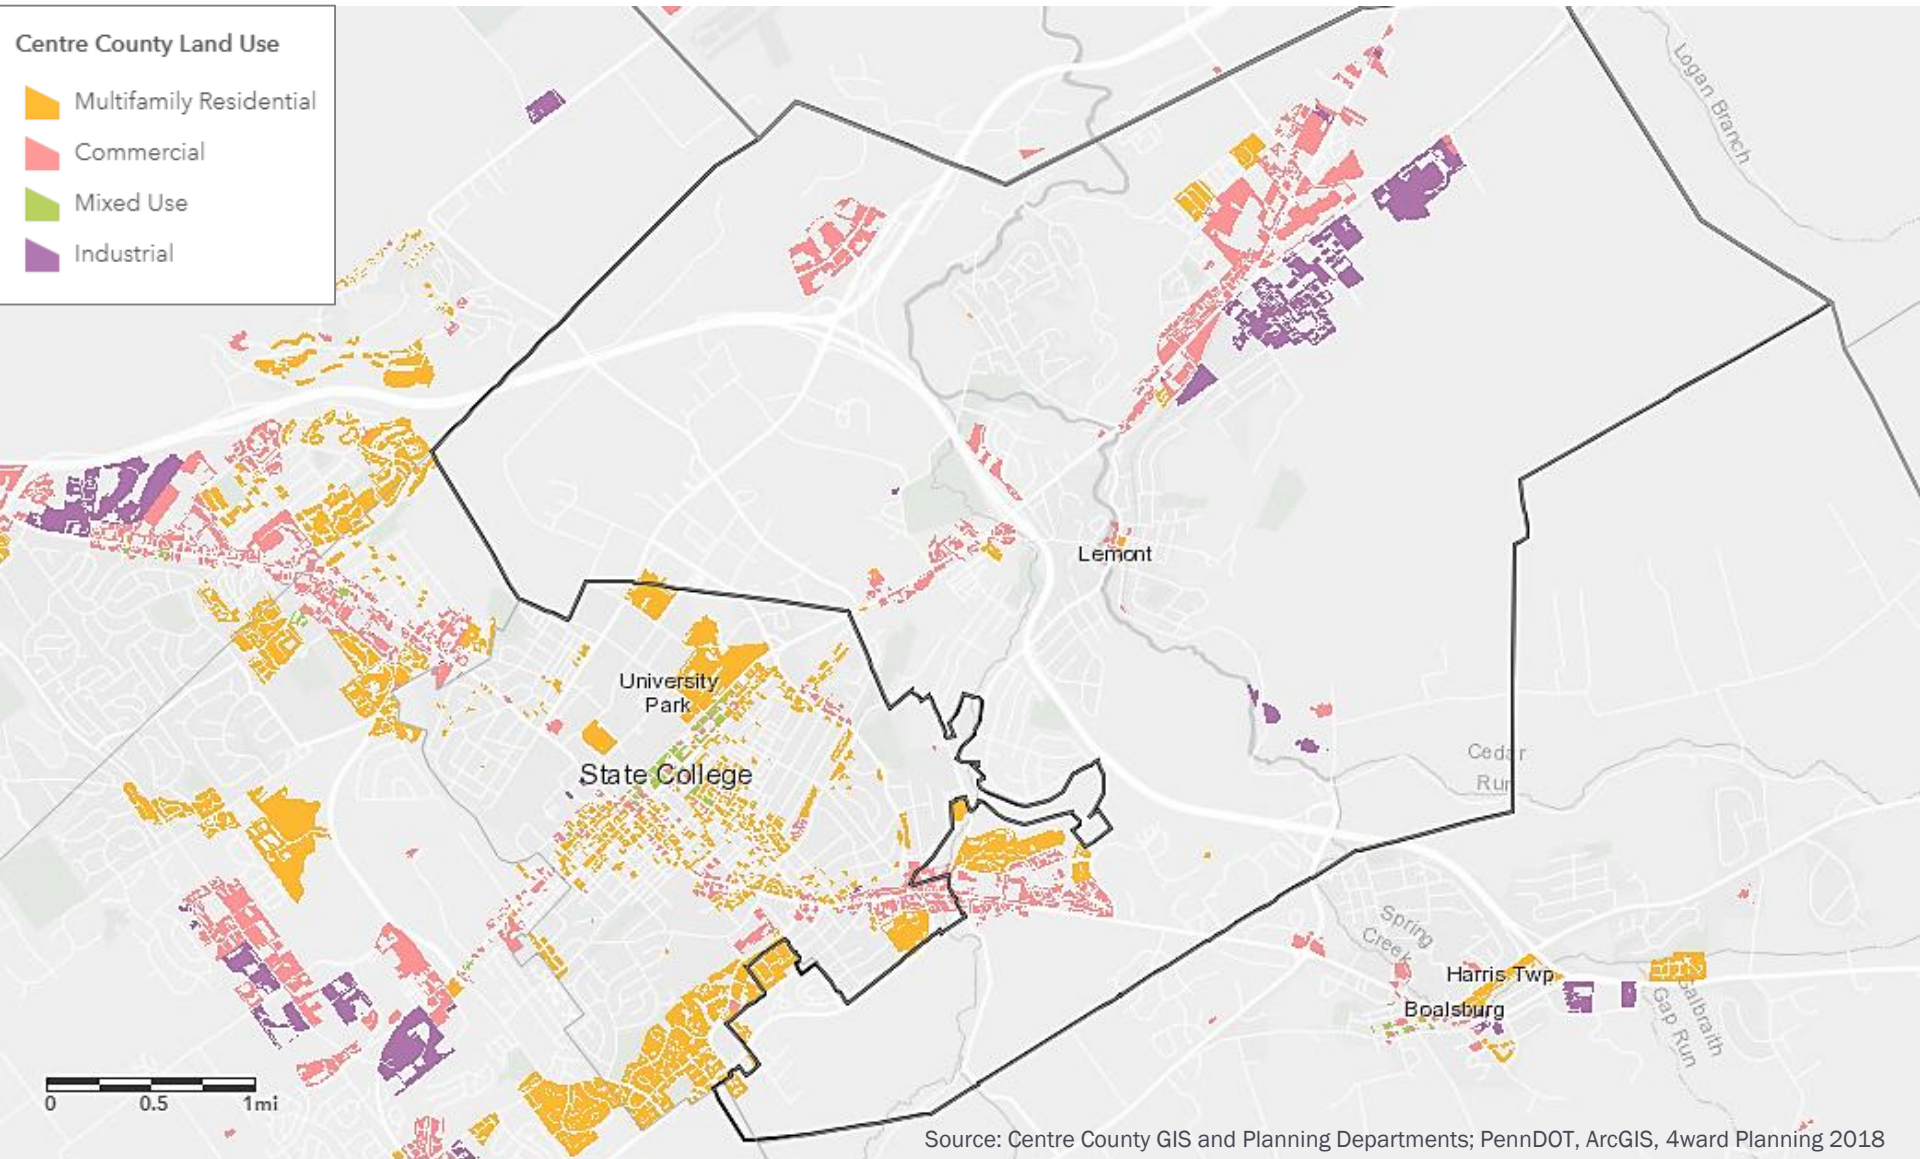 Centre County Land Use
Multifamily Residential
Commercial
Mixed Use
Industrial
Logan Branch
Lemont
University
Park
State College
Cedar
Run
Spring
Creek
Harris Twp
Boalsburg
Galbraith
Gap Run
0 0.5 1mi
Source: Centre County GIS and Planning Departments; PennDOT, ArcGIS, 4ward Planning 2018